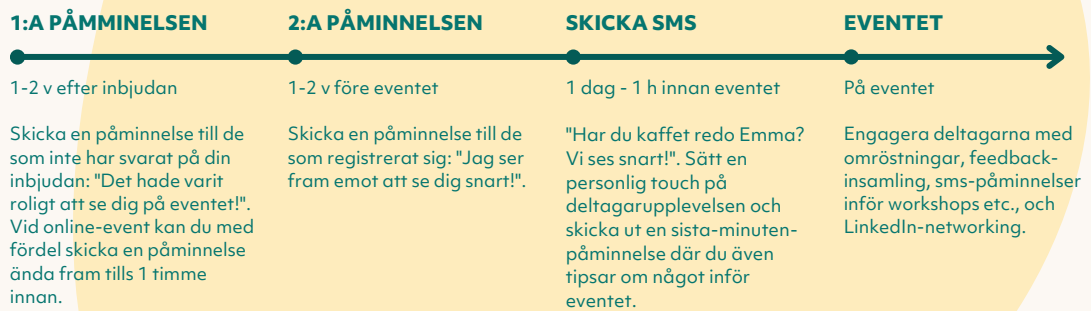 1:A PÅMMINELSEN
1-2 v efter inbjudan
Skicka en påminnelse till de
som inte har svarat på din
inbjudan: "Det hade varit
roligt att se dig på eventet!".
Vid online-event kan du med
fördel skicka en påminnelse
ända fram tills 1 timme
innan.
2:A PÅMINNELSEN
1-2 v före eventet
Skicka en påminnelse till de
som registrerat sig: "Jag ser
fram emot att se dig snart!".
SKICKA SMS
1 dag - 1 h innan eventet
"Har du kaffet redo Emma?
Vi ses snart!". Sätt en
personlig touch på
deltagarupplevelsen och
skicka ut en sista-minuten-
påminnelse där du även
tipsar om något inför
eventet.
EVENTET
På eventet
Engagera deltagarna med
omröstningar, feedback-
insamling, sms-påminnelser
inför workshops etc., och
LinkedIn-networking.